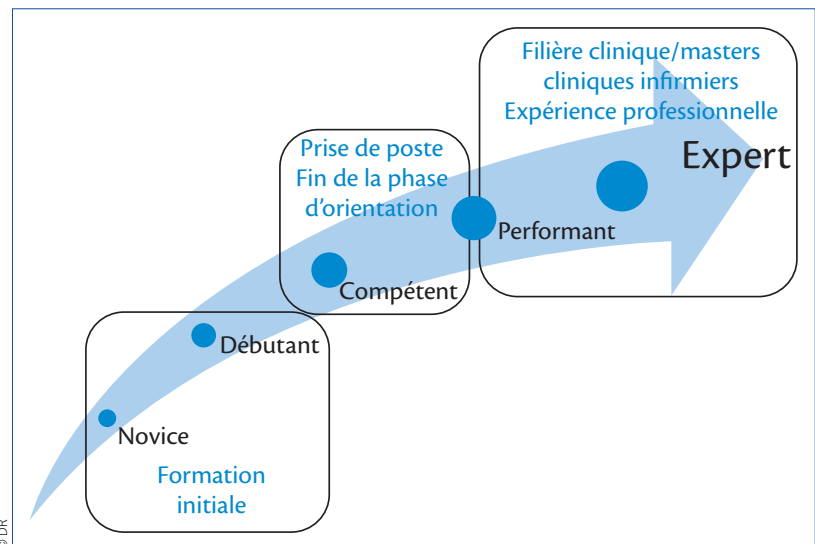 Filière clinique/masters
cliniques infirmiers
Expérience professionnelle
Expert
Prise de poste
Fin de la phase
d'orientation
Performant
Compétent
Débutant
Novice
Formation
initiale
© DR